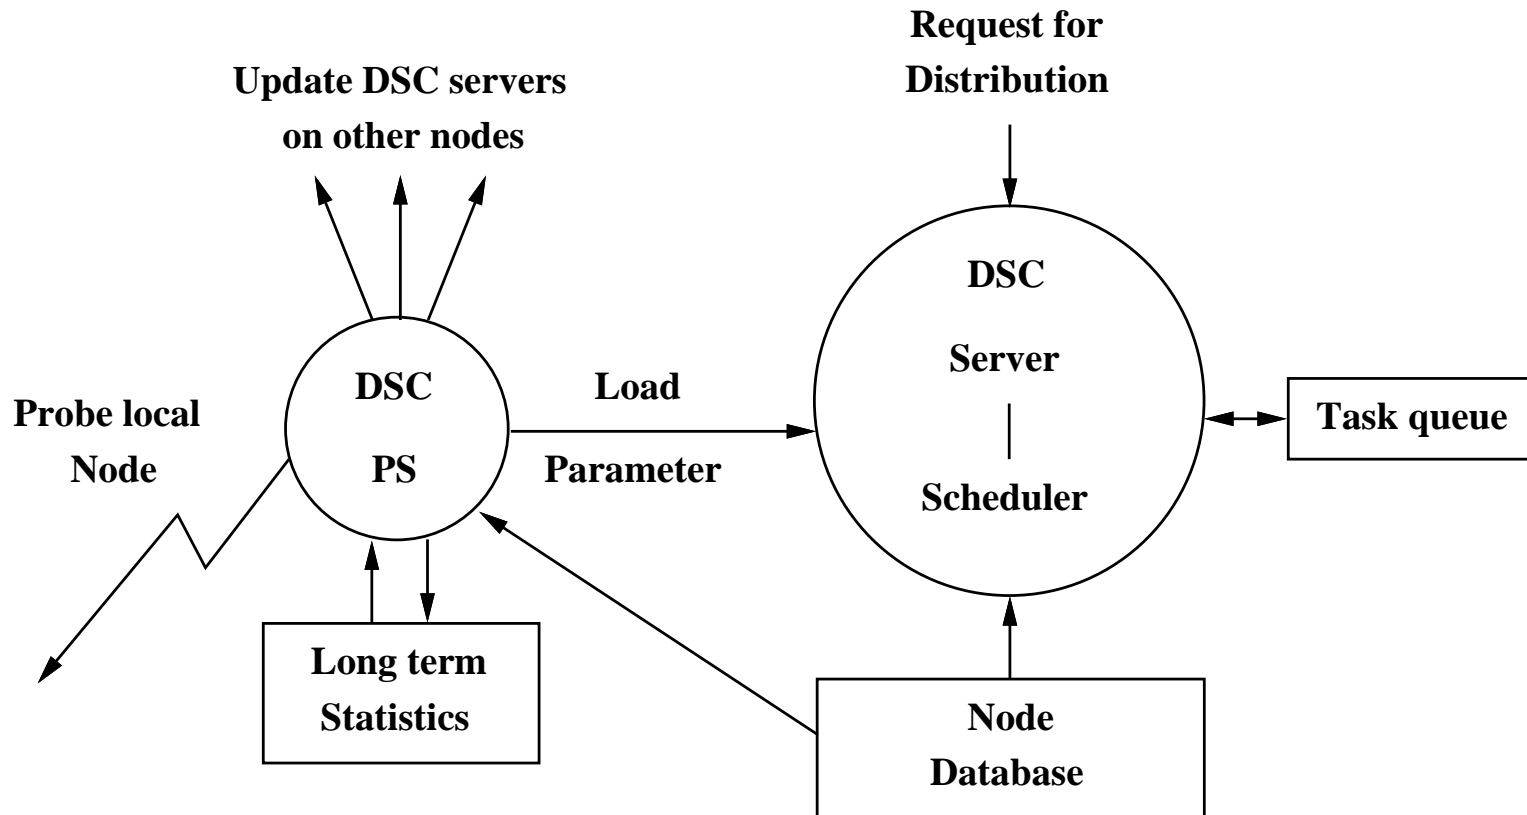 Request for
Distribution
Update DSC servers
on other nodes
DSC
Server
Scheduler
DSC
PS
Load
Parameter
Probe local
Node
Task queue
Long term
Statistics
Node
Database